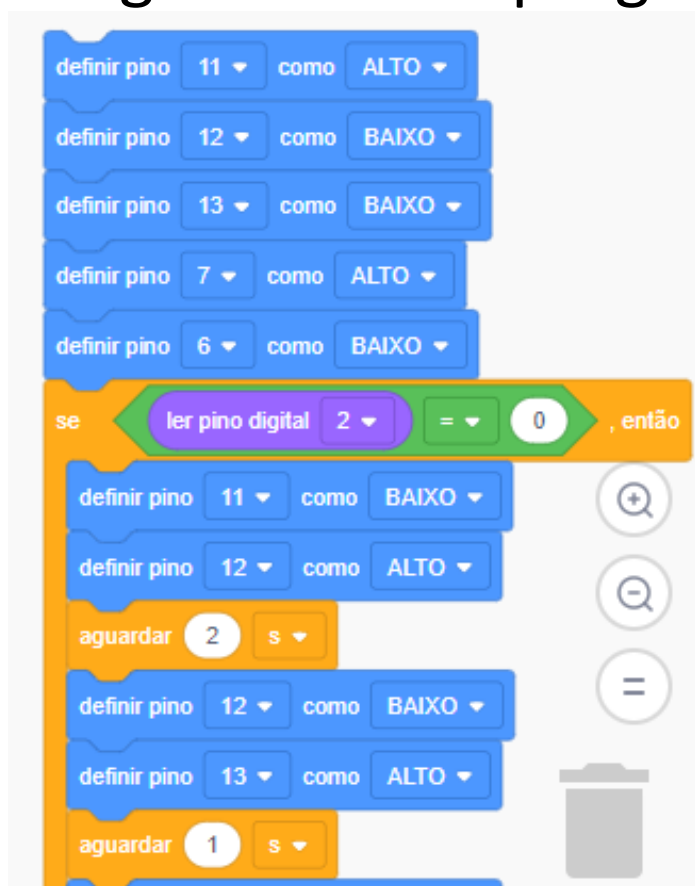 definir pino 11 como ALTO
definir pino 12 como BAIXO
definir pino 13 como BAIXO
definir pino 7 como ALTO
definir pino 6 como BAIXO
se ler pino digital 2 = 0 , então
definir pino 11 como BAIXO
definir pino 12 como ALTO
aguardar 2 s
definir pino 12 como BAIXO
definir pino 13 como ALTO
aguardar 1 s